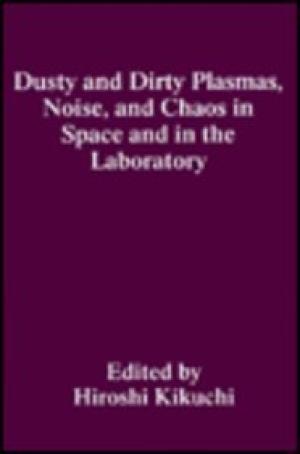 Dusty and Dirty Plasmas,
Noise, and Chaos in
Space and in the
Laboratory
Edited by
Hiroshi Kikuchi